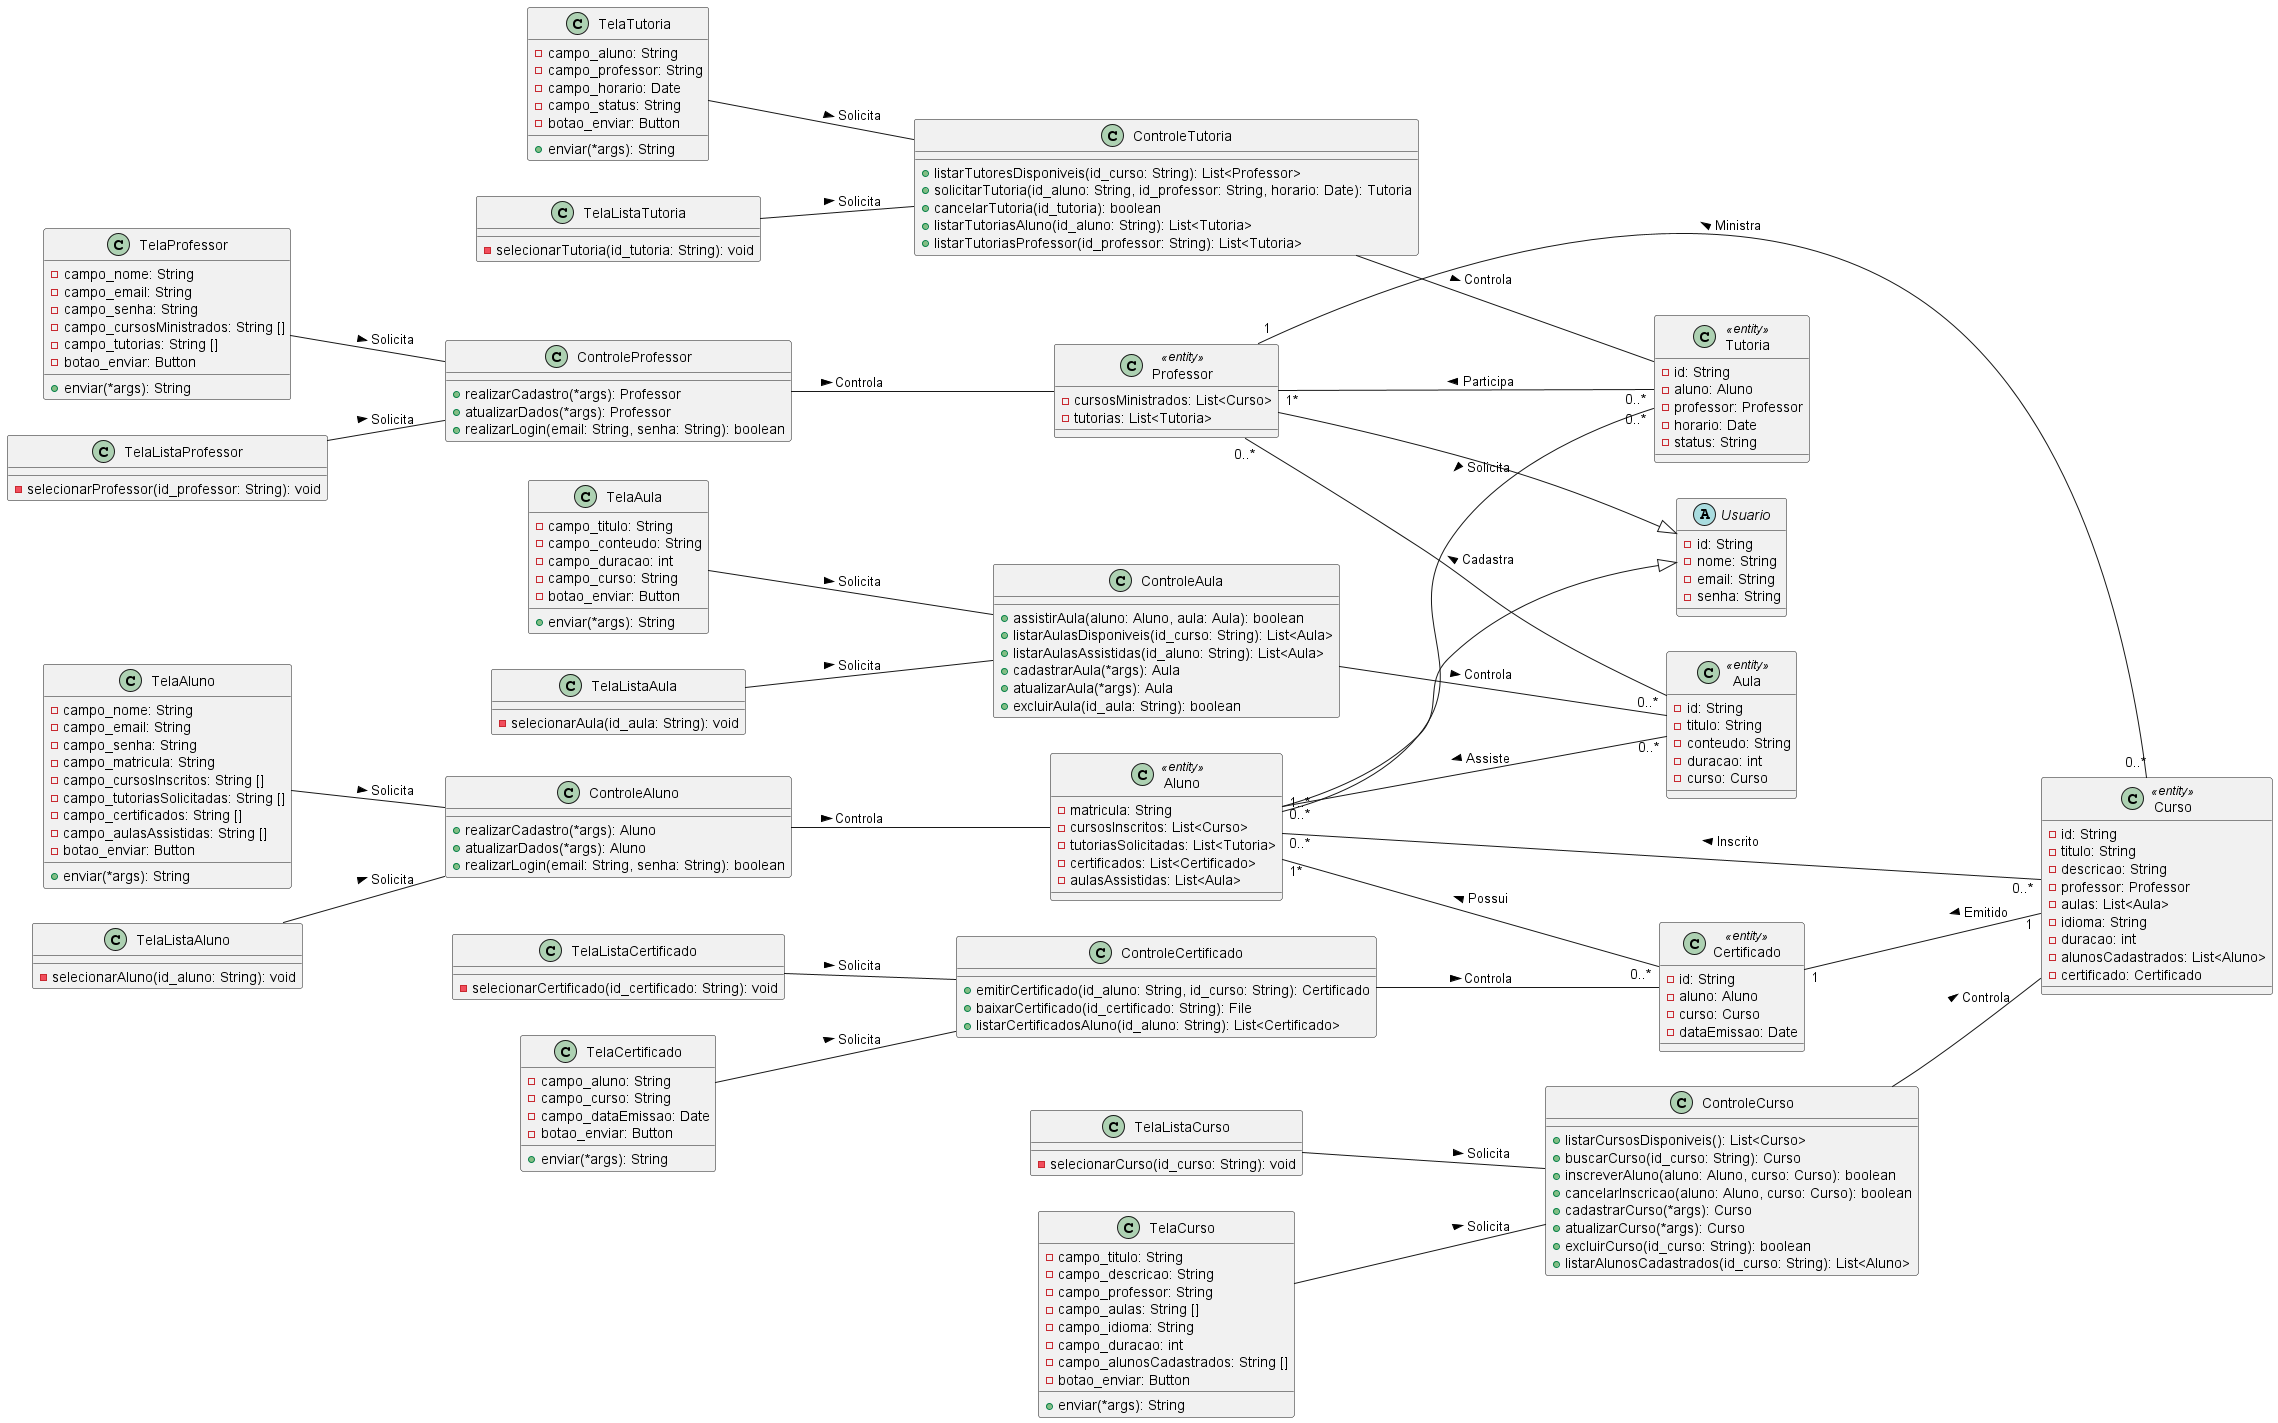 C TelaTutoria
campo_aluno: String
campo_professor: String
campo_horario: Date
campo_status: String
botao_enviar: Button
enviar(*args): String
Solicita
C TelaListaTutoria
selecionarTutoria(id_tutoria: String): void
Solicita
C ControleTutoria
listarTutoresDisponiveis(id_curso: String): List<Professor>
solicitarTutoria(id_aluno: String, id_professor: String, horario: Date): Tutoria
cancelarTutoria(id_tutoria): boolean
listarTutoriasAluno(id_aluno: String): List<Tutoria>
listarTutoriasProfessor(id_professor: String): List<Tutoria>
Controla
Ministra
1
0..*
C TelaProfessor
campo_nome: String
campo_email: String
campo_senha: String
campo_cursosMinistrados: String []
campo_tutorias: String []
botao_enviar: Button
enviar(*args): String
Solicita
C TelaListaProfessor
selecionarProfessor(id_professor: String): void
Solicita
C ControleProfessor
realizarCadastro(*args): Professor
atualizarDados(*args): Professor
realizarLogin(email: String, senha: String): boolean
Controla
C «entity»
Professor
cursosMinistrados: List<Curso>
tutorias: List<Tutoria>
Participa
1*
0..*
0..*
Solicita
0..*
Cadastra
C «entity»
Tutoria
id: String
aluno: Aluno
professor: Professor
horario: Date
status: String
A Usuario
id: String
nome: String
email: String
senha: String
C TelaAula
campo_titulo: String
campo_conteudo: String
campo_duracao: int
campo_curso: String
botao_enviar: Button
enviar(*args): String
Solicita
C TelaListaAula
selecionarAula(id_aula: String): void
Solicita
C ControleAula
assistirAula(aluno: Aluno, aula: Aula): boolean
listarAulasDisponiveis(id_curso: String): List<Aula>
listarAulasAssistidas(id_aluno: String): List<Aula>
cadastrarAula(*args): Aula
atualizarAula(*args): Aula
excluirAula(id_aula: String): boolean
Controla
0..*
0..*
Assiste
C «entity»
Aula
id: String
titulo: String
conteudo: String
duracao: int
curso: Curso
C TelaAluno
campo_nome: String
campo_email: String
campo_senha: String
campo_matricula: String
campo_cursosInscritos: String []
campo_tutoriasSolicitadas: String []
campo_certificados: String []
campo_aulasAssistidas: String []
botao_enviar: Button
enviar(*args): String
Solicita
C TelaListaAluno
selecionarAluno(id_aluno: String): void
Solicita
C ControleAluno
realizarCadastro(*args): Aluno
atualizarDados(*args): Aluno
realizarLogin(email: String, senha: String): boolean
Controla
C «entity»
Aluno
matricula: String
cursosInscritos: List<Curso>
tutoriasSolicitadas: List<Tutoria>
certificados: List<Certificado>
aulasAssistidas: List<Aula>
1..*
0..*
0..*
1*
Inscrito
0..*
Possui
0..*
Emitido
1
1
C «entity»
Curso
id: String
titulo: String
descricao: String
professor: Professor
aulas: List<Aula>
idioma: String
duracao: int
alunosCadastrados: List<Aluno>
certificado: Certificado
C TelaListaCertificado
selecionarCertificado(id_certificado: String): void
Solicita
C TelaCertificado
campo_aluno: String
campo_curso: String
campo_dataEmissao: Date
botao_enviar: Button
enviar(*args): String
Solicita
C ControleCertificado
emitirCertificado(id_aluno: String, id_curso: String): Certificado
baixarCertificado(id_certificado: String): File
listarCertificadosAluno(id_aluno: String): List<Certificado>
Controla
C «entity»
Certificado
id: String
aluno: Aluno
curso: Curso
dataEmissao: Date
Controla
C TelaListaCurso
selecionarCurso(id_curso: String): void
Solicita
C TelaCurso
campo_titulo: String
campo_descricao: String
campo_professor: String
campo_aulas: String []
campo_idioma: String
campo_duracao: int
campo_alunosCadastrados: String []
botao_enviar: Button
enviar(*args): String
Solicita
C ControleCurso
listarCursosDisponiveis(): List<Curso>
buscarCurso(id_curso: String): Curso
inscreverAluno(aluno: Aluno, curso: Curso): boolean
cancelarInscricao(aluno: Aluno, curso: Curso): boolean
cadastrarCurso(*args): Curso
atualizarCurso(*args): Curso
excluirCurso(id_curso: String): boolean
listarAlunosCadastrados(id_curso: String): List<Aluno>